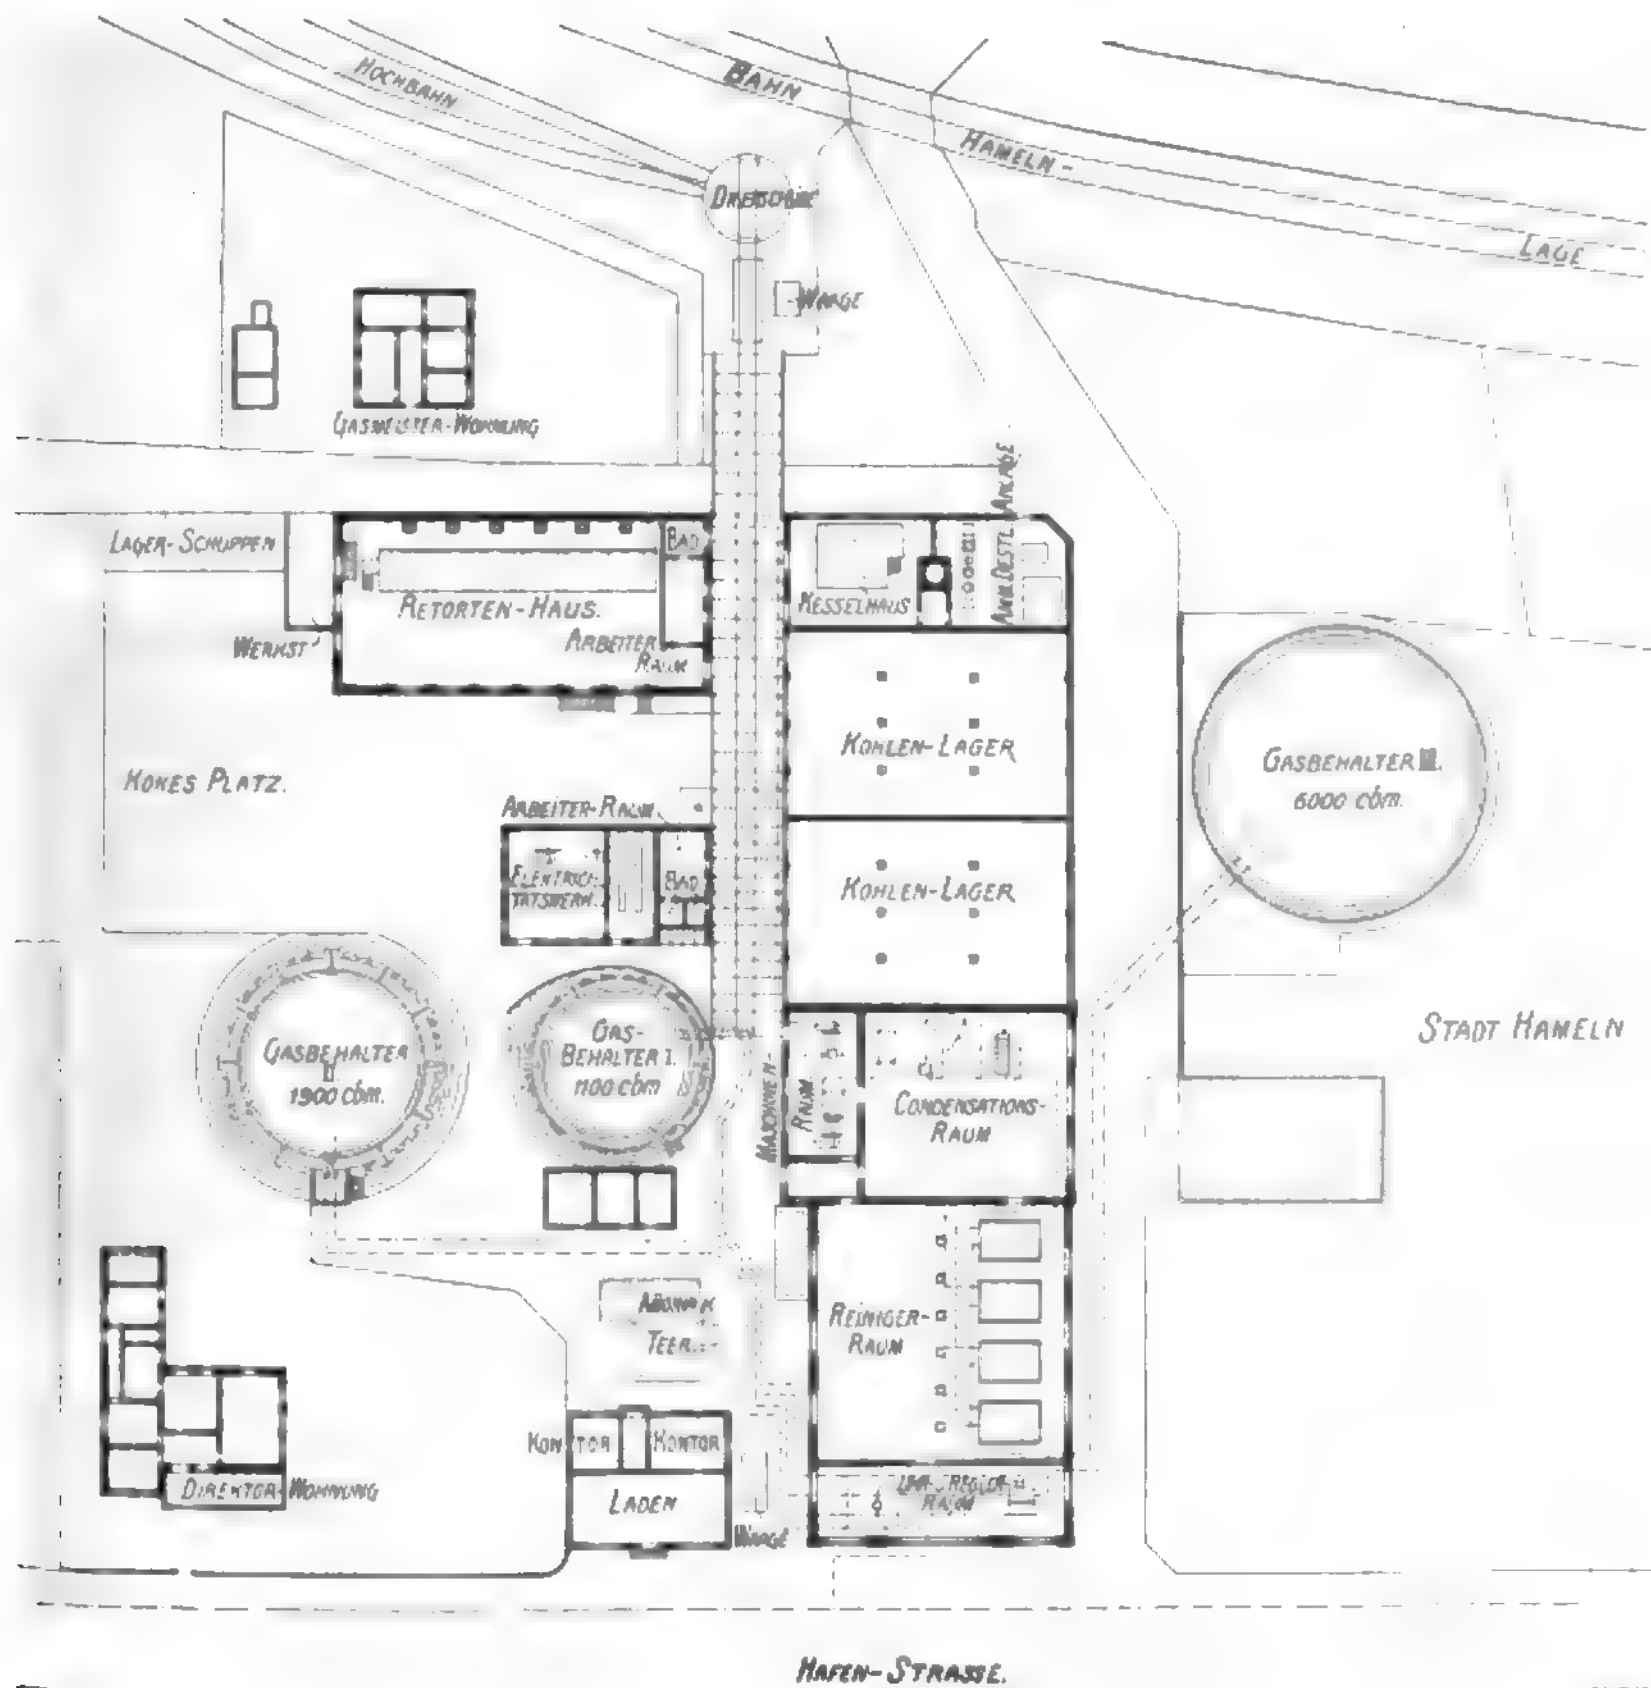 HOCHBAHN
BAHN
HAMELN-
LAGE
WAAGE
GASMEISTER-WOHNUNG
LAGER-SCHUPPEN
BAD
RETORTEN-HAUS.
WERKST
ARBEITER
RAUM
KESSELHAUS
ANLAGE
KOHLEN-LAGER
GASBEHALTER III.
6000 cbm.
KOKES PLATZ.
ARBEITER-RAUM
BAD
KOHLEN-LAGER
STADT HAMELN
GASBEHALTER
II
1900 cbm.
GAS-
BEHALTER I.
1100 cbm
MASCHINEN
RAUM
CONDENSATIONS-
RAUM
REINIGER-
RAUM
TEER
KONTOR
KONTOR
LADEN
DIREKTOR-WOHNUNG
WAAGE
RAUM
HAFEN-STRASSE.